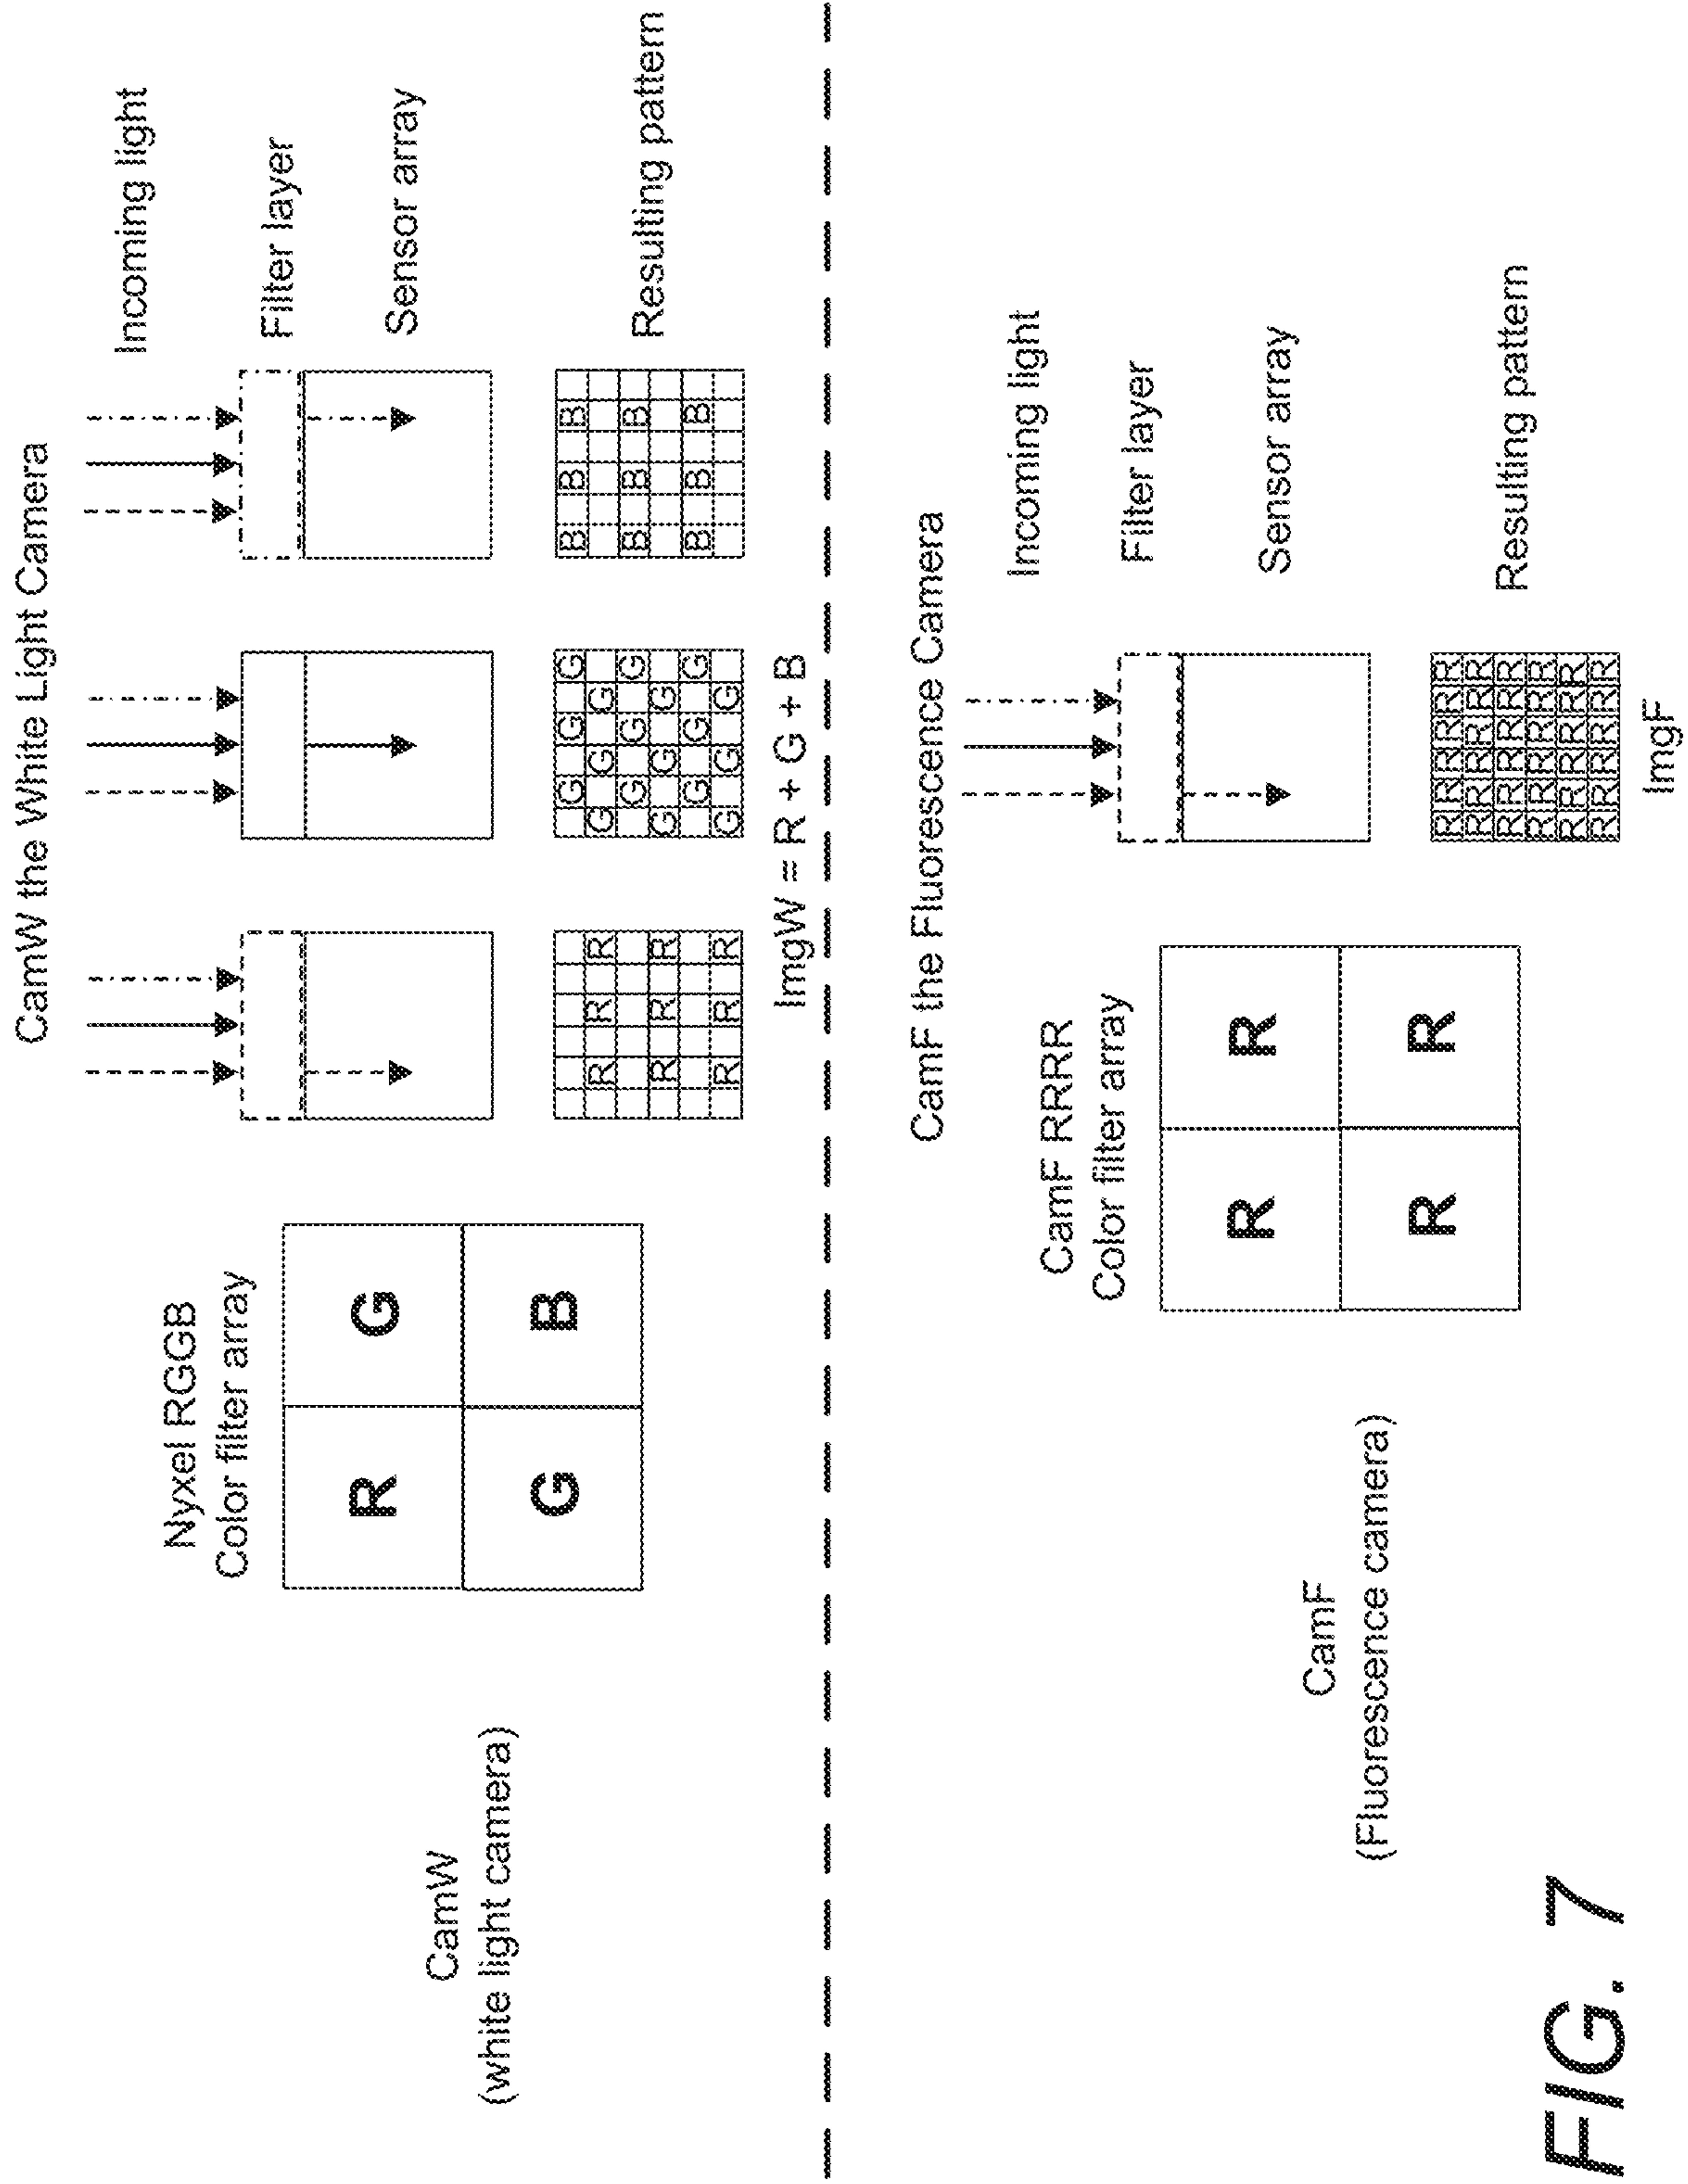 CamW the White Light Camera
Incoming light
Nyxel RGGB
Color filter array
Filter layer
Sensor array
R G
G B
CamW
(white light camera)
R R R
R R R
R R R
G G G
G G G
G G G
G G G
G G G
G G G
B B B
B B B
B B B
Resulting pattern
ImgW = R + G + B
CamF the Fluorescence Camera
Incoming light
CamF RRRR
Color filter array
Filter layer
Sensor array
R R
R R
CamF
(Fluorescence camera)
R R R R R R
R R R R R R
R R R R R R
R R R R R R
R R R R R R
R R R R R R
Resulting pattern
ImgF
FIG. 7